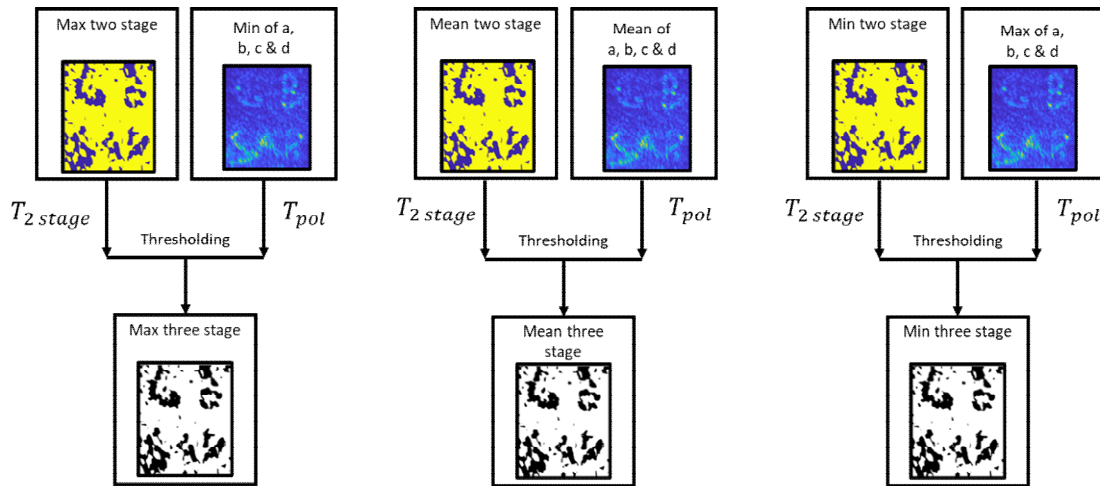 Max two stage
Min of a,
b, c & d
T2 stage
Tpol
Thresholding
Max three stage
Mean two stage
Mean of
a, b, c & d
T2 stage
Tpol
Thresholding
Mean three
stage
Min two stage
Max of a,
b, c & d
T2 stage
Tpol
Thresholding
Min three stage